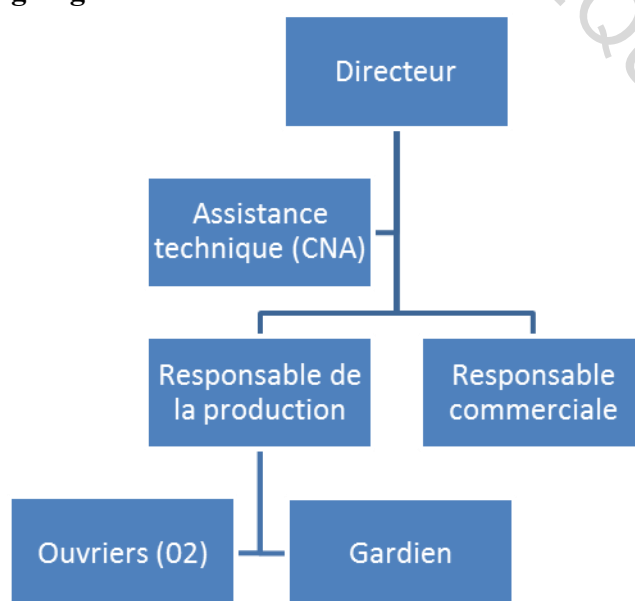 Directeur
Assistance
technique (CNA)
Responsable de
la production
Responsable
commerciale
Ouvriers (02)
Gardien